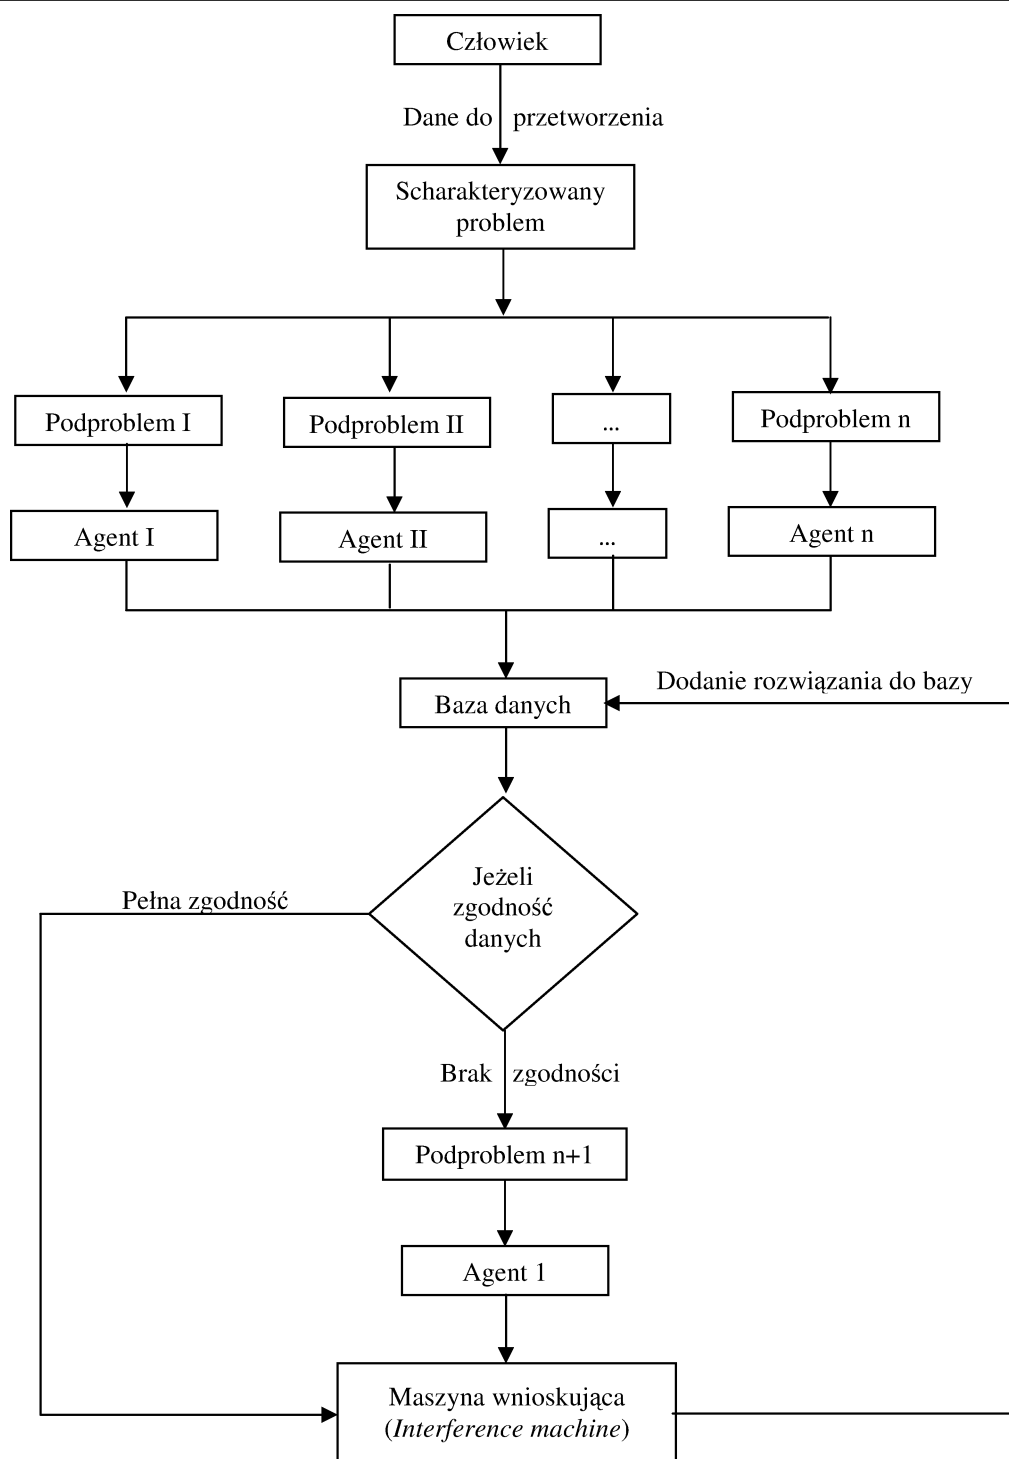 Człowiek
Dane do przetworzenia
Scharakteryzowany
problem
Podproblem I
Podproblem II
...
Podproblem n
Agent I
Agent II
...
Agent n
Baza danych
Dodanie rozwiązania do bazy
Jeżeli
zgodność
danych
Pełna zgodność
Brak zgodności
Podproblem n+1
Agent 1
Maszyna wnioskująca
(Interference machine)